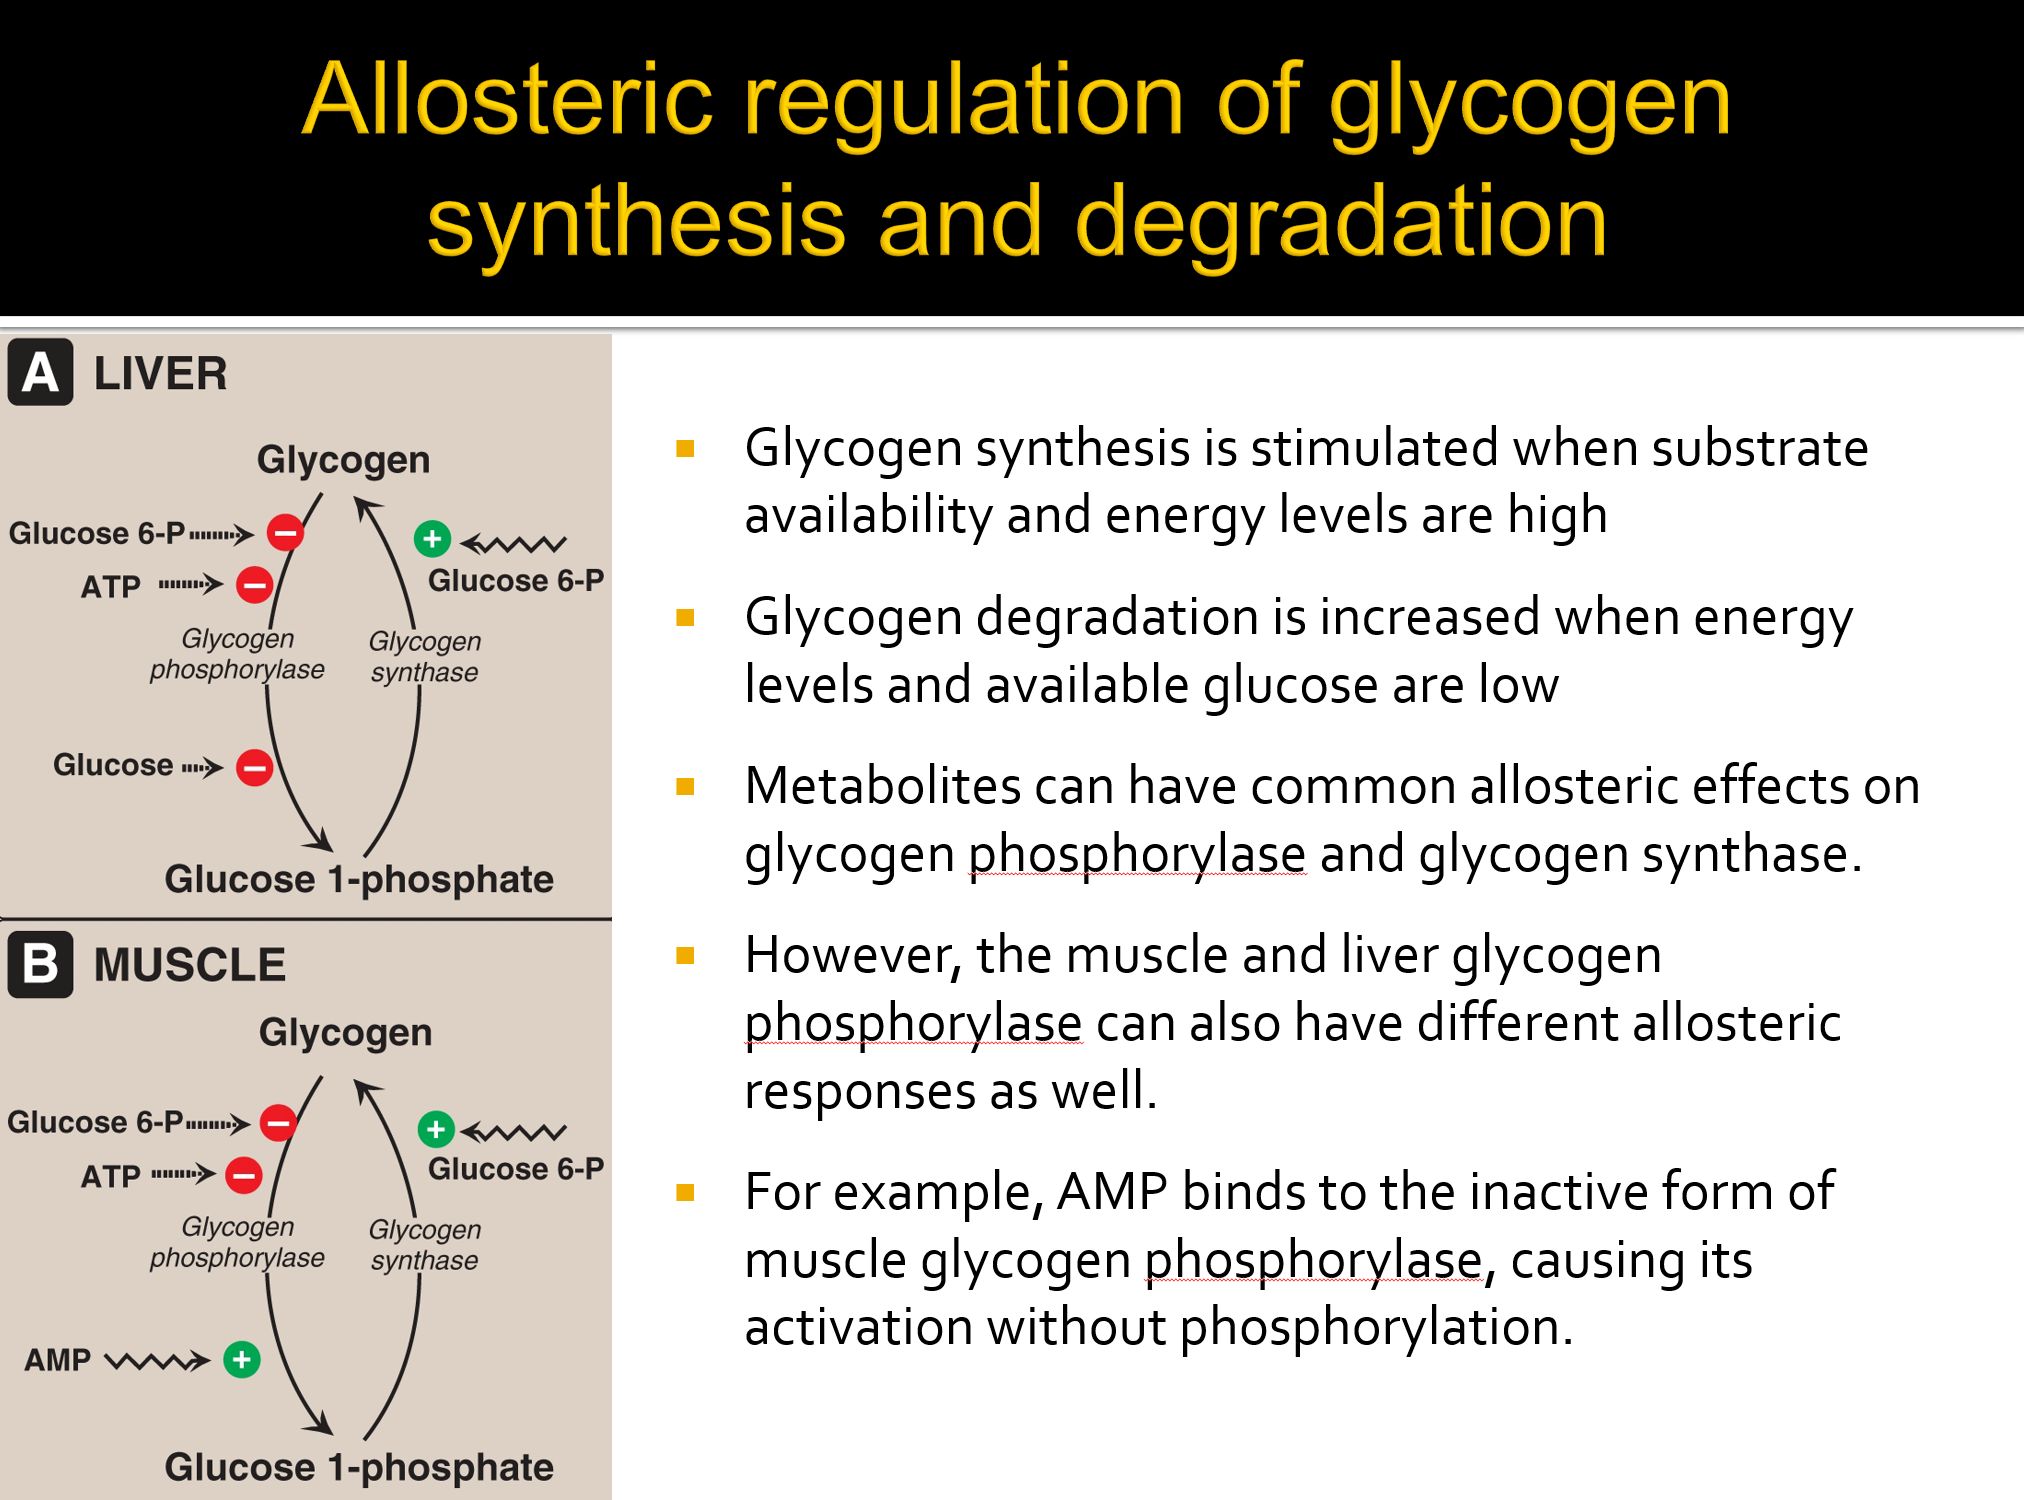 Allosteric regulation of glycogen
synthesis and degradation
A LIVER
Glycogen
Glucose 6-P
+
Glucose 6-P
ATP
Glycogen
phosphorylase
Glycogen
synthase
Glucose
Glucose 1-phosphate
B MUSCLE
Glycogen
Glucose 6-P
+
Glucose 6-P
ATP
Glycogen
phosphorylase
Glycogen
synthase
AMP
+
Glucose 1-phosphate
Glycogen synthesis is stimulated when substrate
availability and energy levels are high
Glycogen degradation is increased when energy
levels and available glucose are low
Metabolites can have common allosteric effects on
glycogen phosphorylase and glycogen synthase.
However, the muscle and liver glycogen
phosphorylase can also have different allosteric
responses as well.
For example, AMP binds to the inactive form of
muscle glycogen phosphorylase, causing its
activation without phosphorylation.